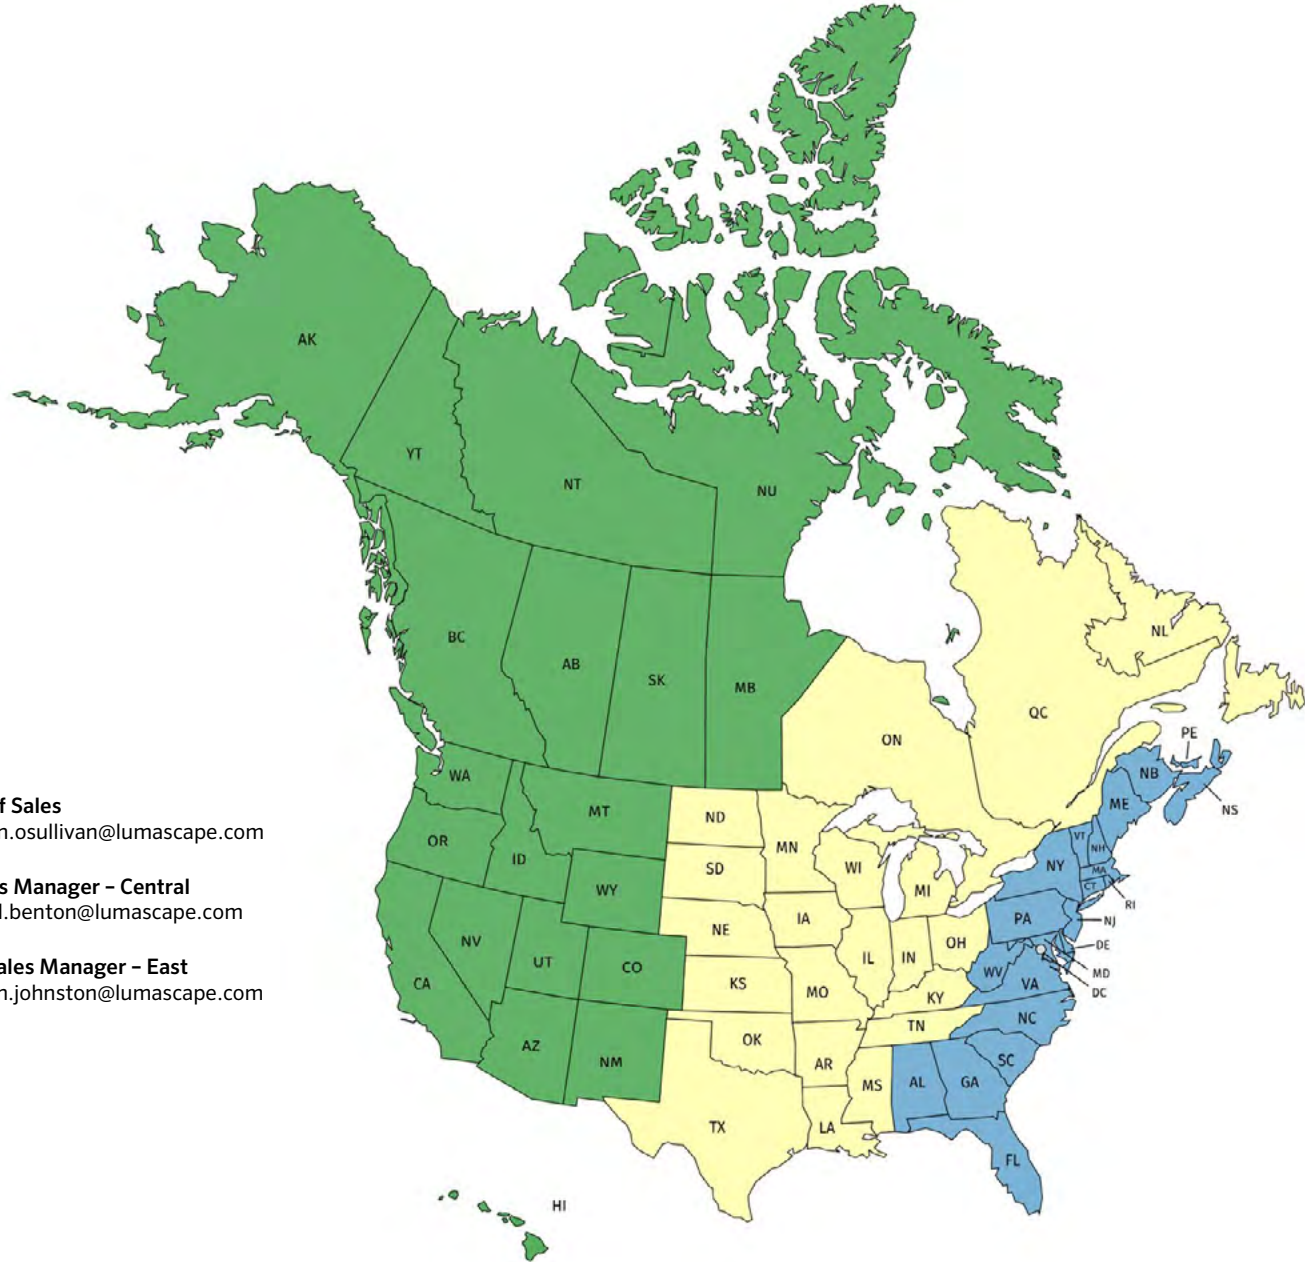 AK
YT
NT
NU
BC
AB
SK
MB
NL
QC
ON
PE
NB
NS
ME
WA
MT
ND
MN
OR
ID
SD
WI
MI
VT
NH
NY
MA
CT
RI
WY
NE
IA
PA
NJ
NV
UT
CO
IL
IN
OH
DE
CA
KS
MO
WV
VA
MD
DC
KY
NC
TN
AZ
NM
OK
AR
SC
MS
AL
GA
TX
LA
FL
HI
Sales
n.osullivan@lumascape.com
s Manager – Central
l.benton@lumascape.com
ales Manager – East
n.johnston@lumascape.com